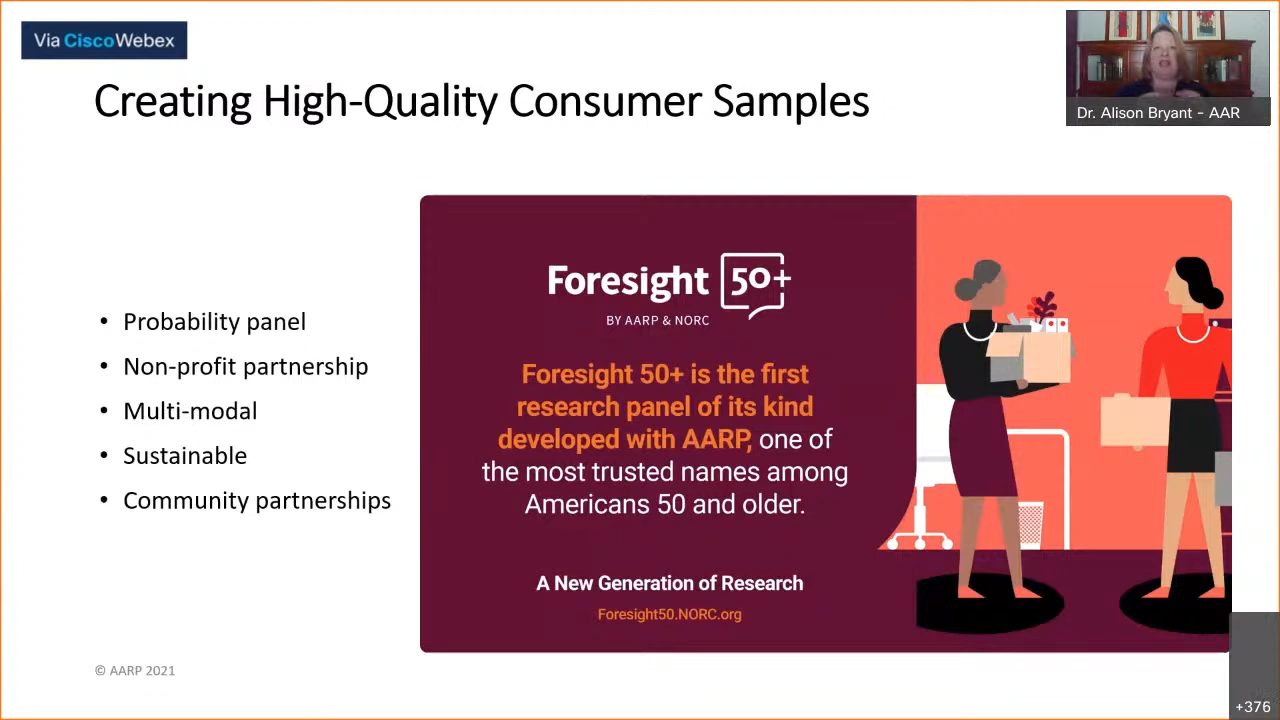 Via CiscoWebex
Creating High-Quality Consumer Samples
Dr. Alison Bryant - AAR
• Probability panel
• Non-profit partnership
• Multi-modal
• Sustainable
• Community partnerships
Foresight 50+
BY AARP & NORC
Foresight 50+ is the first
research panel of its kind
developed with AARP, one of
the most trusted names among
Americans 50 and older.
A New Generation of Research
Foresight50.NORC.org
© AARP 2021
+376